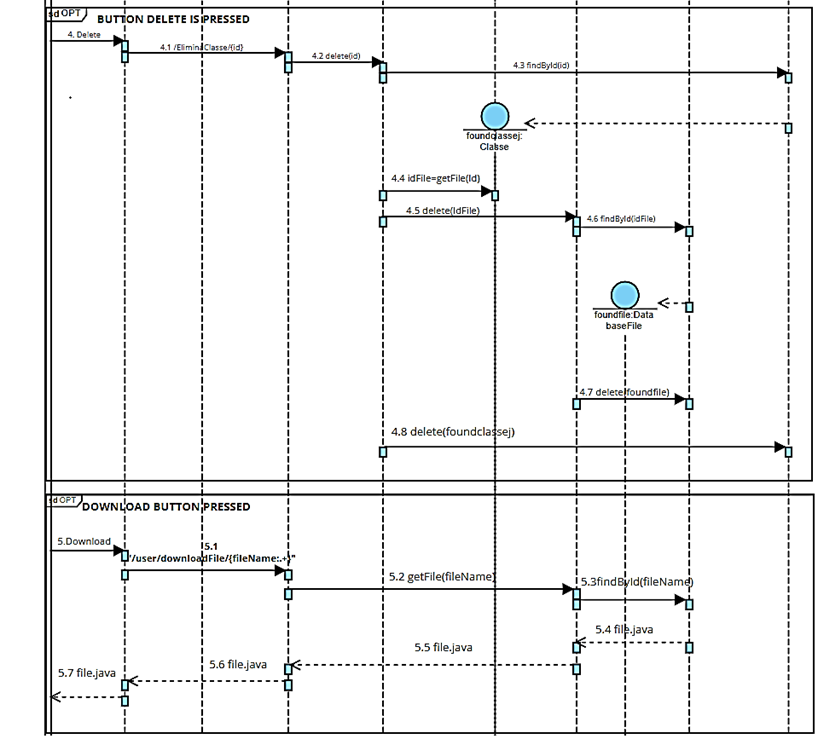 sd OPT
BUTTON DELETE IS PRESSED
4. Delete
4.1 /EliminaClasse/{id}
4.2 delete(id)
4.3 findById(id)
foundclassej:
Classe
4.4 idFile=getFile(Id)
4.5 delete(IdFile)
4.6 findById(idFile)
foundfile:Data
baseFile
4.7 delete(foundfile)
4.8 delete(foundclassej)
sd OPT
DOWNLOAD BUTTON PRESSED
5.Download
5.1
"/user/downloadFile/{fileName:.+}"
5.2 getFile(fileName)
5.3findById(fileName)
5.4 file.java
5.5 file.java
5.6 file.java
5.7 file.java